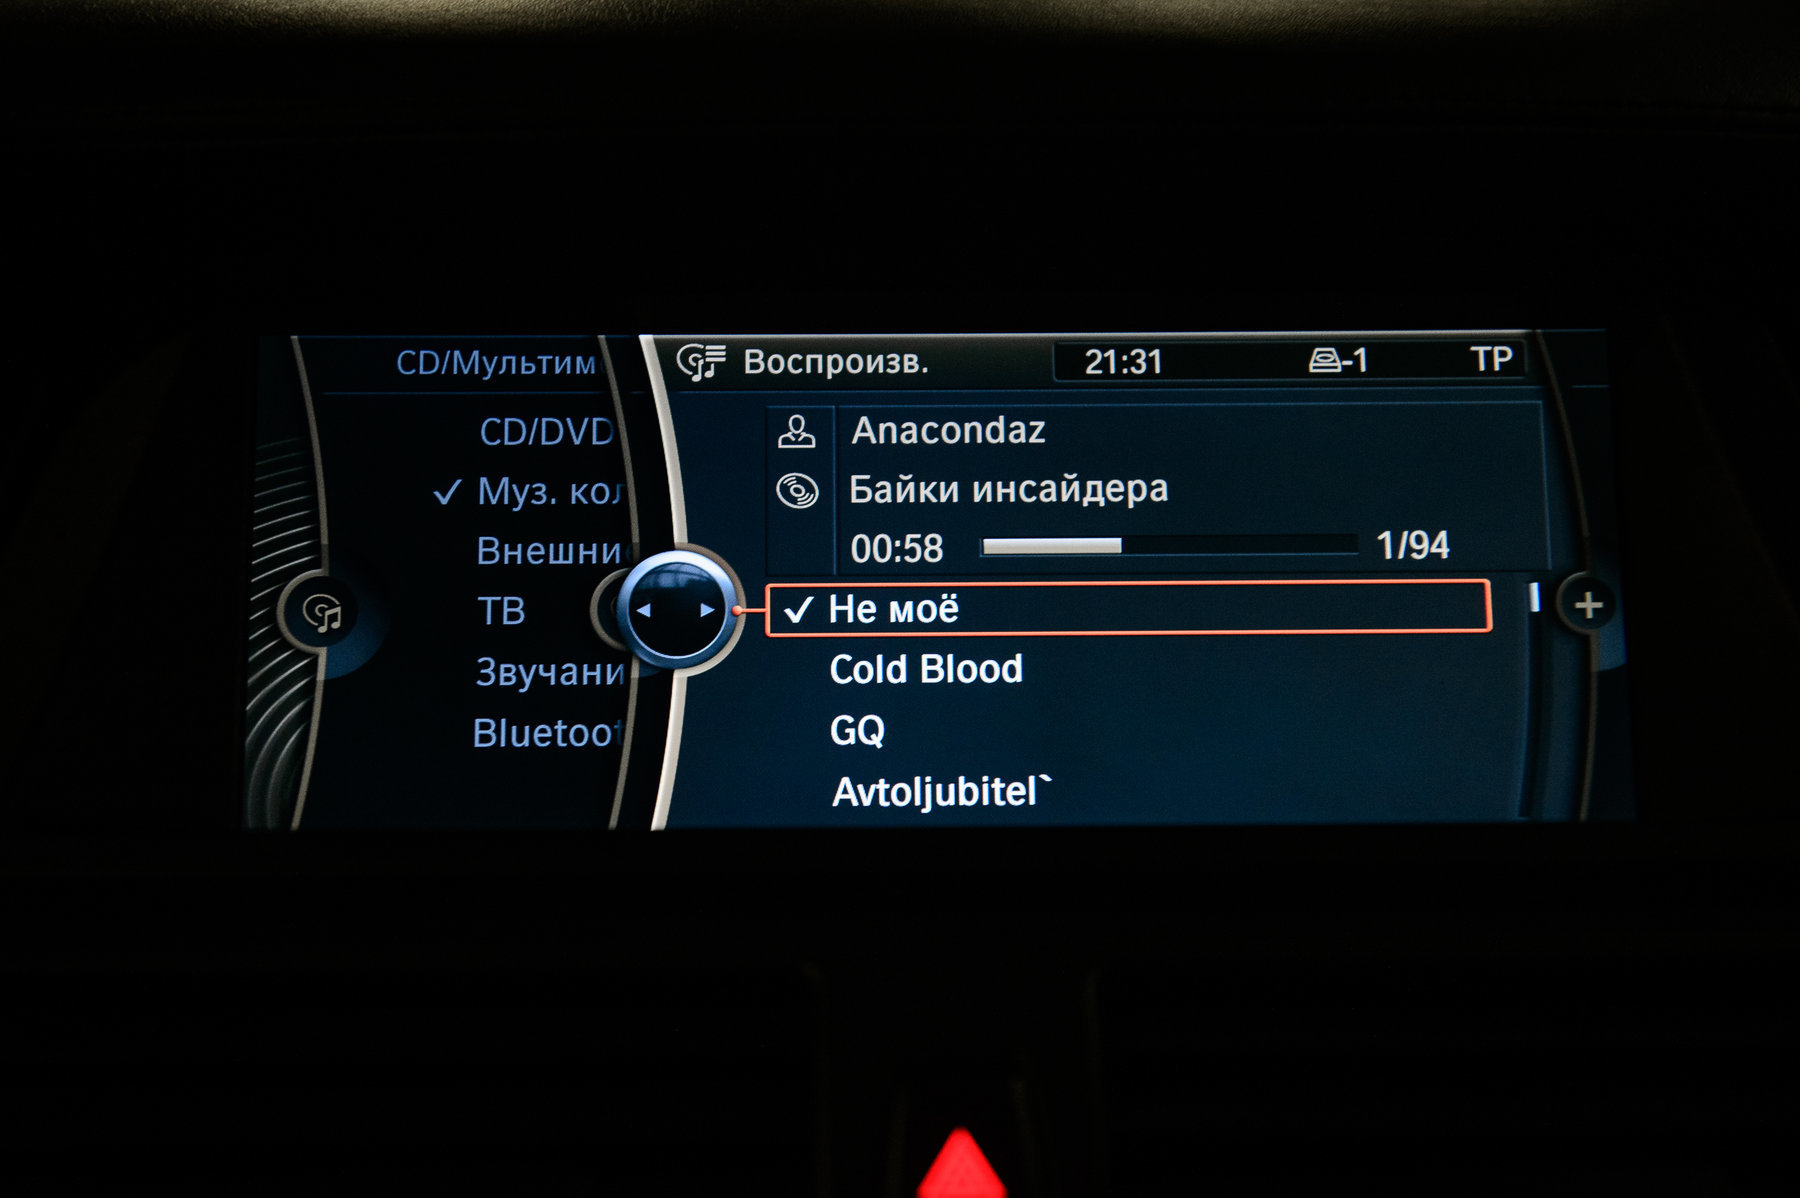 CD/Мультим
CD/DVD
✓ Муз. кол
Внешни
ТВ
Звучани
Bluetoot
Воспроизв.
21:31
-1
TP
Anacondaz
Байки инсайдера
00:58
1/94
✓ Не моё
Cold Blood
GQ
Avtoljubitel`